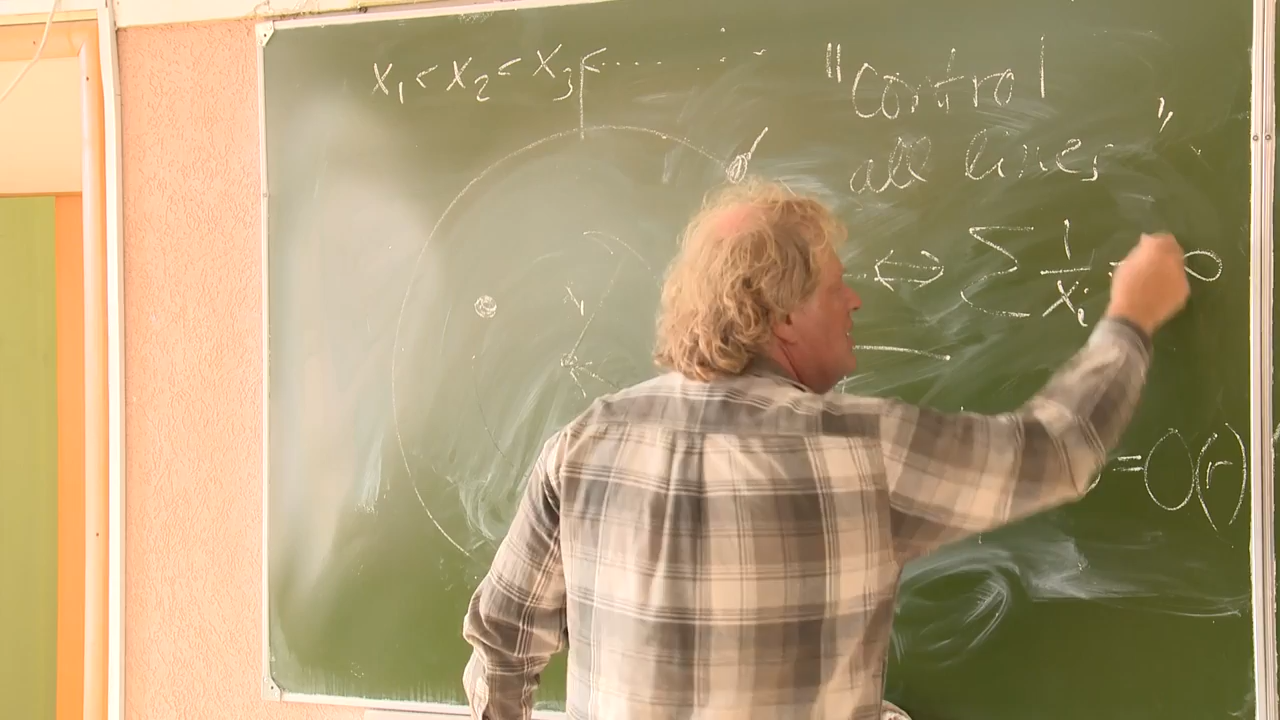 x₁ < x₂ < x₃ < .....
"Control
all lines"
⇔ Σ 1/xᵢ = ∞
= O(r)